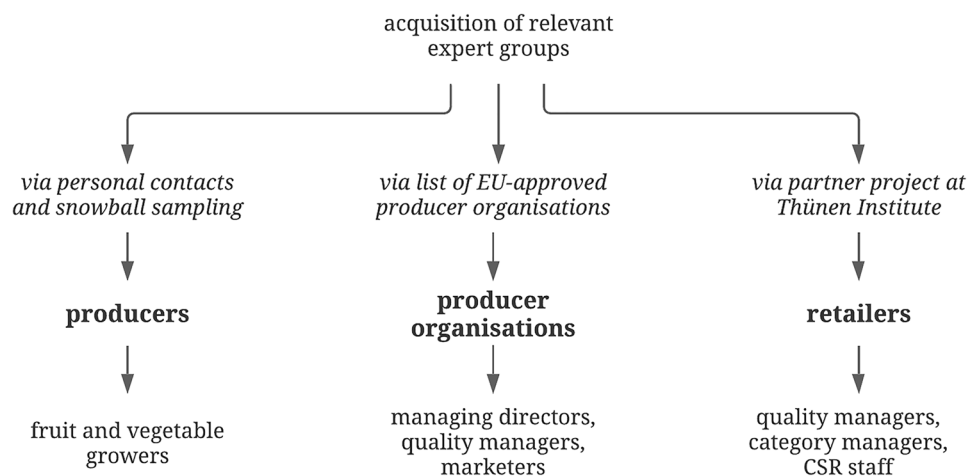 acquisition of relevant
expert groups
via personal contacts
and snowball sampling
via list of EU-approved
producer organisations
via partner project at
Thünen Institute
producers
producer
organisations
retailers
fruit and vegetable
growers
managing directors,
quality managers,
marketers
quality managers,
category managers,
CSR staff